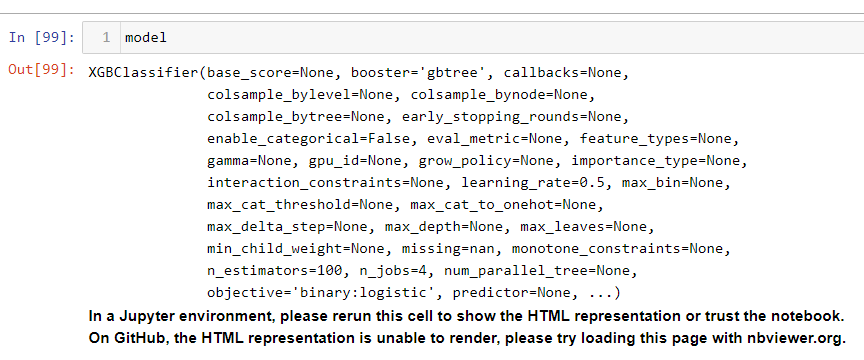 In [99]: 1 model
Out[99]: XGBClassifier(base_score=None, booster='gbtree', callbacks=None,
colsample_bylevel=None, colsample_bynode=None,
colsample_bytree=None, early_stopping_rounds=None,
enable_categorical=False, eval_metric=None, feature_types=None,
gamma=None, gpu_id=None, grow_policy=None, importance_type=None,
interaction_constraints=None, learning_rate=0.5, max_bin=None,
max_cat_threshold=None, max_cat_to_onehot=None,
max_delta_step=None, max_depth=None, max_leaves=None,
min_child_weight=None, missing=nan, monotone_constraints=None,
n_estimators=100, n_jobs=4, num_parallel_tree=None,
objective='binary:logistic', predictor=None, ...)
In a Jupyter environment, please rerun this cell to show the HTML representation or trust the notebook.
On GitHub, the HTML representation is unable to render, please try loading this page with nbviewer.org.